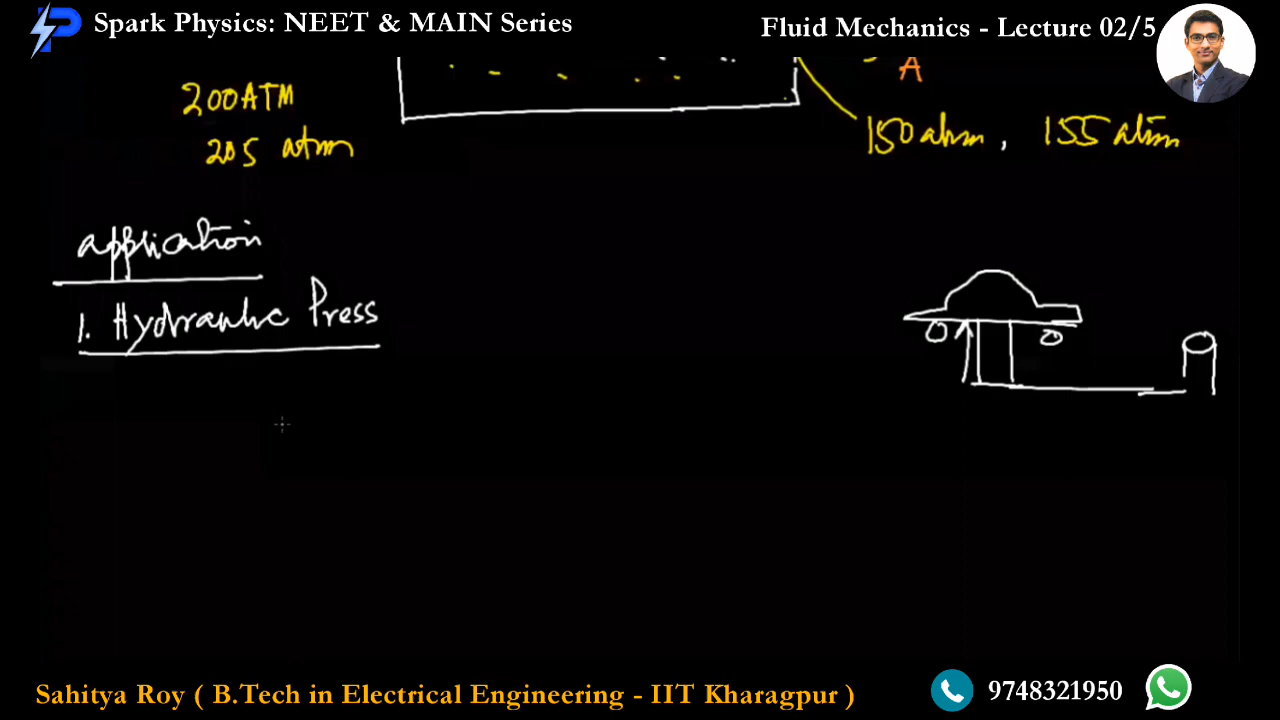 Spark Physics: NEET & MAIN Series
Fluid Mechanics - Lecture 02/5
A
200ATM
205 atm
150 atm, 155 atm
application
1. Hydraulic Press
Sahitya Roy ( B.Tech in Electrical Engineering - IIT Kharagpur )
9748321950